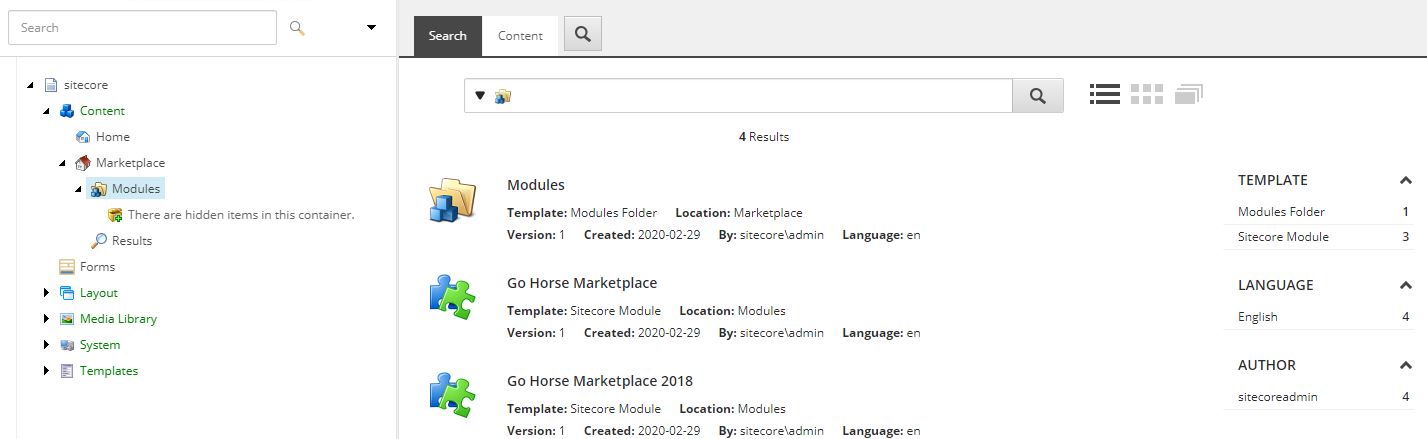 Search
sitecore
Content
Home
Marketplace
Modules
There are hidden items in this container.
Results
Forms
Layout
Media Library
System
Templates
Search
Content
4 Results
Modules
Template: Modules Folder Location: Marketplace
Version: 1 Created: 2020-02-29 By: sitecore\admin Language: en
Go Horse Marketplace
Template: Sitecore Module Location: Modules
Version: 1 Created: 2020-02-29 By: sitecore\admin Language: en
Go Horse Marketplace 2018
Template: Sitecore Module Location: Modules
Version: 1 Created: 2020-02-29 By: sitecore\admin Language: en
TEMPLATE
Modules Folder 1
Sitecore Module 3
LANGUAGE
English 4
AUTHOR
sitecoreadmin 4